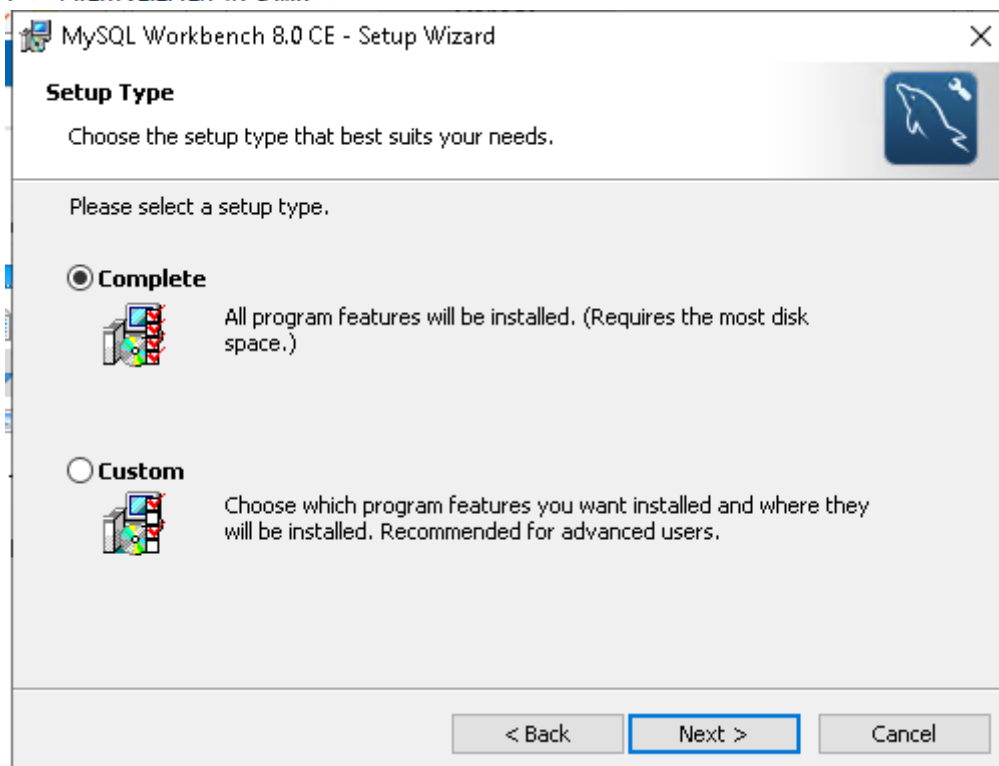 MySQL Workbench 8.0 CE - Setup Wizard
Setup Type
Choose the setup type that best suits your needs.
Please select a setup type.
Complete
All program features will be installed. (Requires the most disk
space.)
Custom
Choose which program features you want installed and where they
will be installed. Recommended for advanced users.
< Back
Next >
Cancel